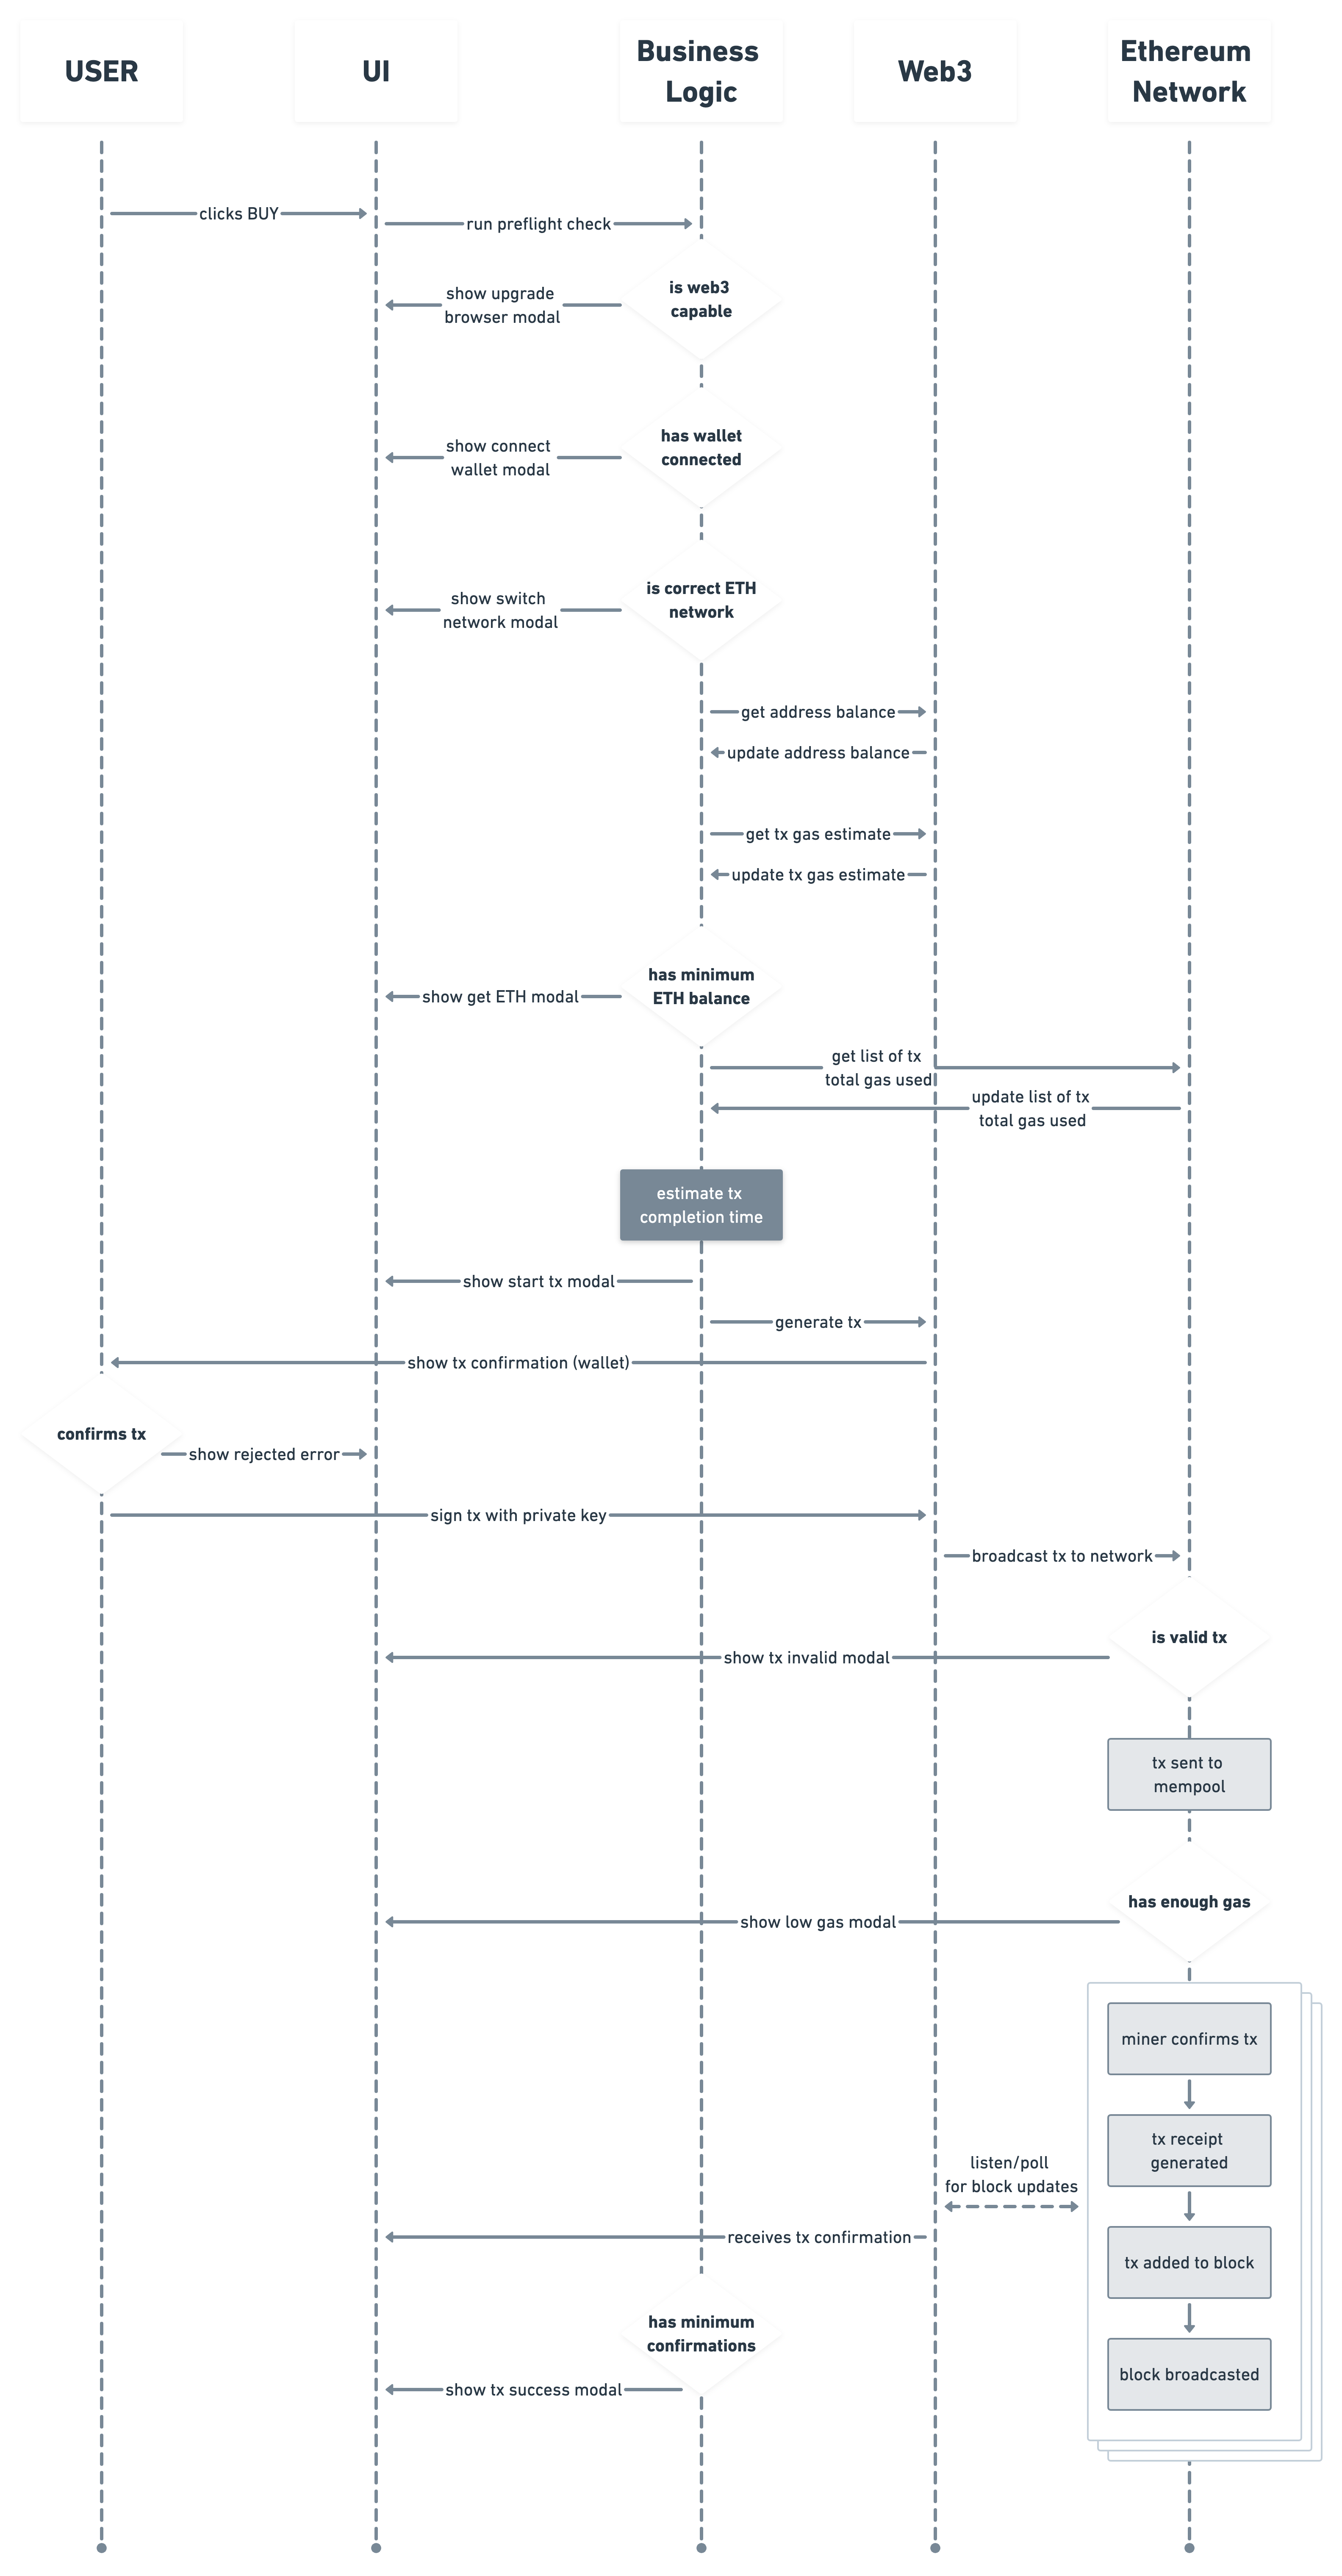 USER
UI
Business
Logic
Web3
Ethereum
Network
clicks BUY
run preflight check
is web3
capable
show upgrade
browser modal
has wallet
connected
show connect
wallet modal
is correct ETH
network
show switch
network modal
get address balance
update address balance
get tx gas estimate
update tx gas estimate
has minimum
ETH balance
show get ETH modal
get list of tx
total gas used
update list of tx
total gas used
estimate tx
completion time
show start tx modal
generate tx
show tx confirmation (wallet)
confirms tx
show rejected error
sign tx with private key
broadcast tx to network
is valid tx
show tx invalid modal
tx sent to
mempool
has enough gas
show low gas modal
miner confirms tx
tx receipt
generated
listen/poll
for block updates
receives tx confirmation
tx added to block
has minimum
confirmations
block broadcasted
show tx success modal